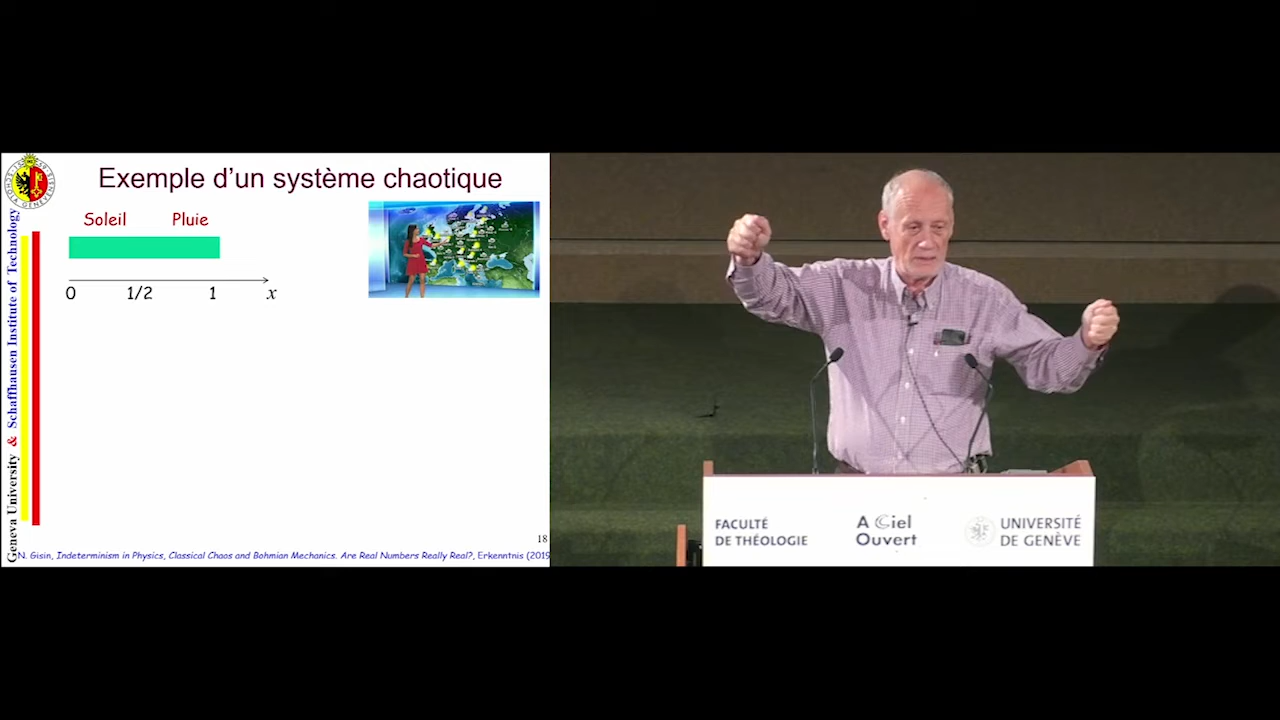 Exemple d'un système chaotique
Soleil Pluie
0 1/2 1 x
Geneva University & Schaffhausen Institute of Technology
18
N. Gisin, Indeterminism in Physics, Classical Chaos and Bohmian Mechanics. Are Real Numbers Really Real?, Erkenntnis (2019
FACULTÉ
DE THÉOLOGIE
A Ciel
Ouvert
UNIVERSITÉ
DE GENÈVE